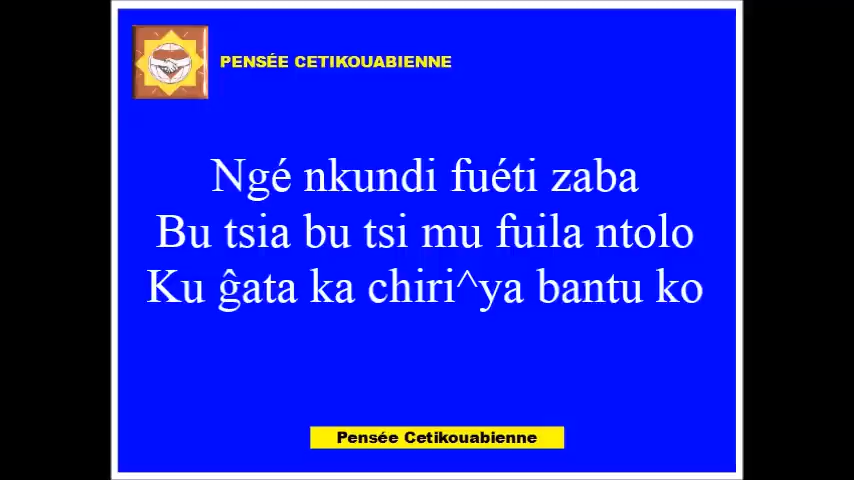 PENSÉE CETIKOUABIENNE
Ngé nkundi fuéti zaba
Bu tsia bu tsi mu fuila ntolo
Ku ĝata ka chiri^ya bantu ko
Pensée Cetikouabienne